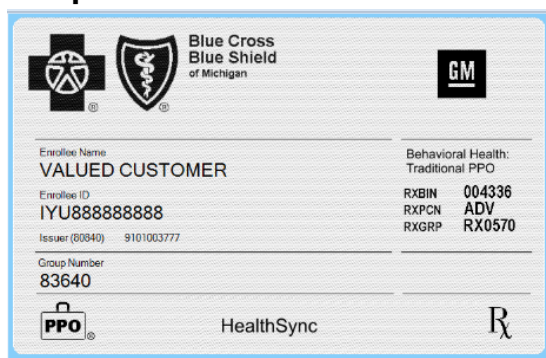 Blue Cross
Blue Shield
of Michigan
®
®
GM
Enrollee Name
VALUED CUSTOMER
Enrollee ID
IYU888888888
Issuer (80840) 9101003777
Group Number
83640
Behavioral Health:
Traditional PPO
RXBIN 004336
RXPCN ADV
RXGRP RX0570
PPO®
HealthSync
Rx